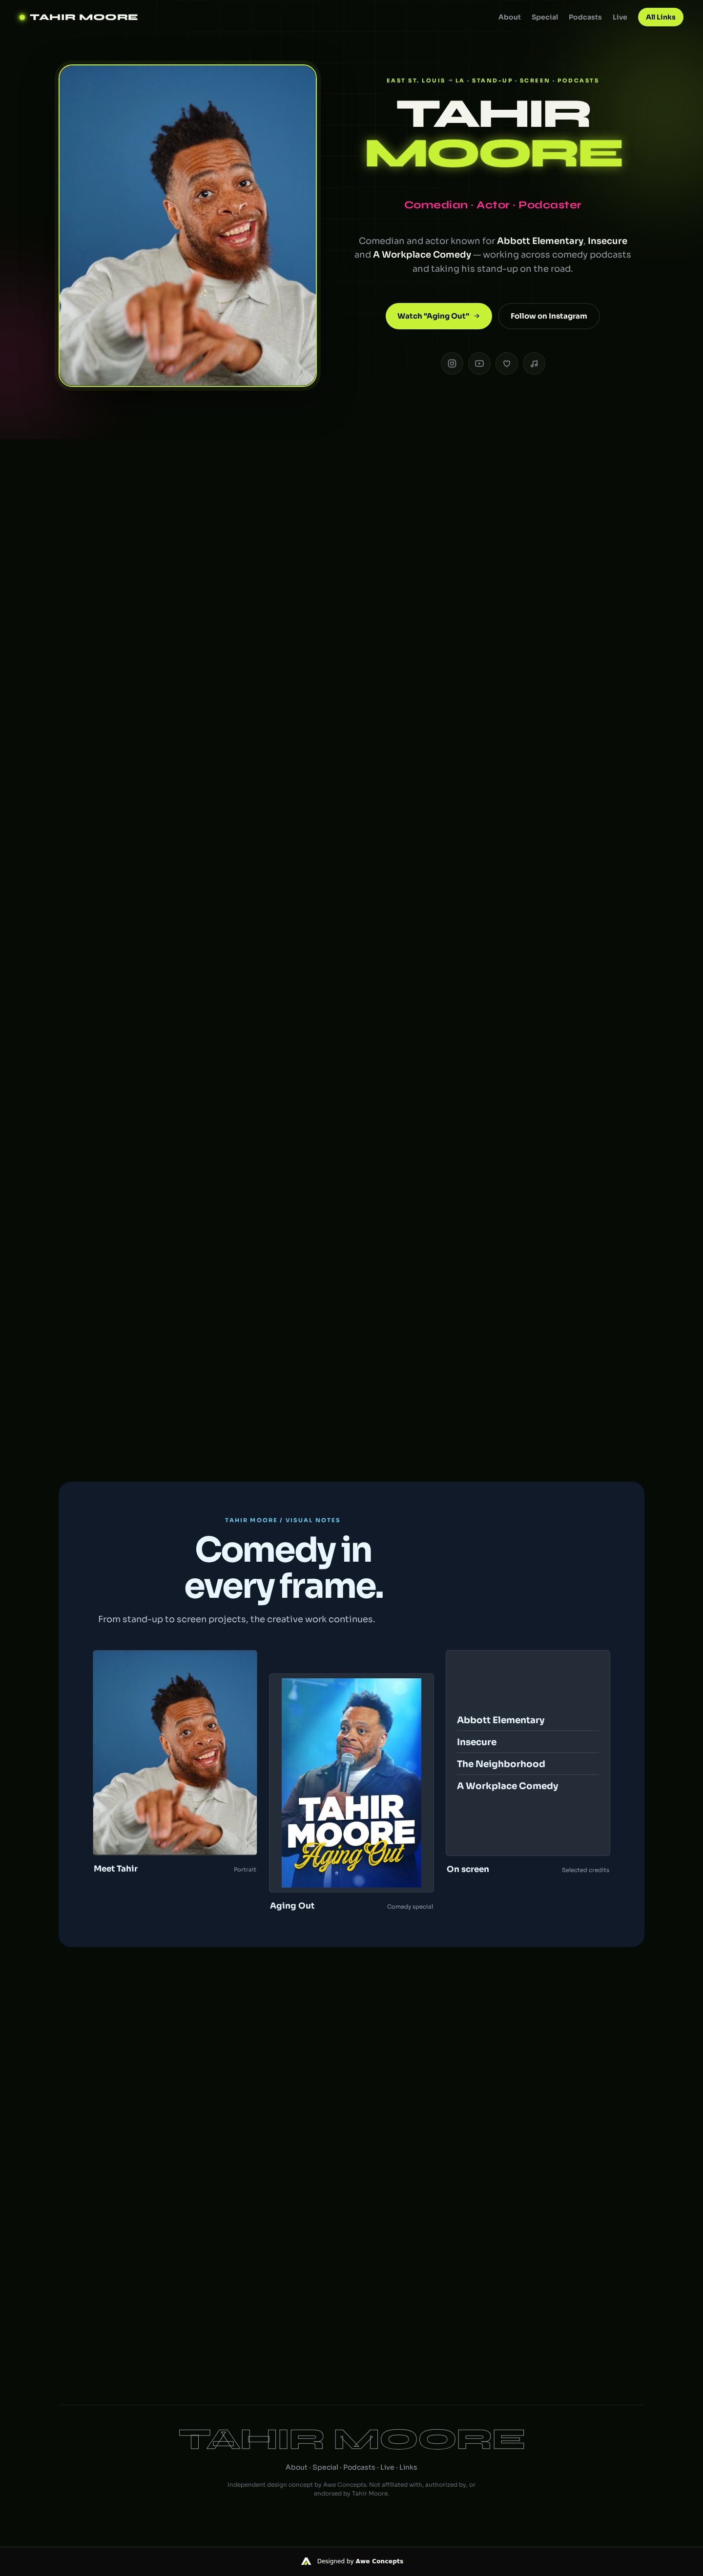 TAHIR MOORE
About
Special
Podcasts
Live
All Links
EAST ST. LOUIS → LA · STAND-UP · SCREEN · PODCASTS
TAHIR
MOORE
Comedian · Actor · Podcaster
Comedian and actor known for Abbott Elementary, Insecure
and A Workplace Comedy — working across comedy podcasts
and taking his stand-up on the road.
Watch "Aging Out" →
Follow on Instagram
TAHIR MOORE / VISUAL NOTES
Comedy in
every frame.
From stand-up to screen projects, the creative work continues.
TAHIR
MOORE
Aging Out
Abbott Elementary
Insecure
The Neighborhood
A Workplace Comedy
Meet Tahir
Portrait
Aging Out
Comedy special
On screen
Selected credits
TAHIR MOORE
About · Special · Podcasts · Live · Links
Independent design concept by Awe Concepts. Not affiliated with, authorized by, or
endorsed by Tahir Moore.
Designed by Awe Concepts